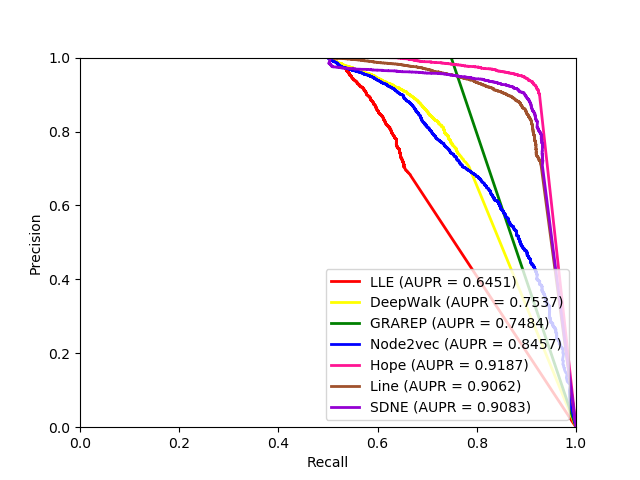 1.0
0.8
0.6
0.4
0.2
0.0
Precision
0.0 0.2 0.4 0.6 0.8 1.0
Recall
LLE (AUPR = 0.6451)
DeepWalk (AUPR = 0.7537)
GRAREP (AUPR = 0.7484)
Node2vec (AUPR = 0.8457)
Hope (AUPR = 0.9187)
Line (AUPR = 0.9062)
SDNE (AUPR = 0.9083)